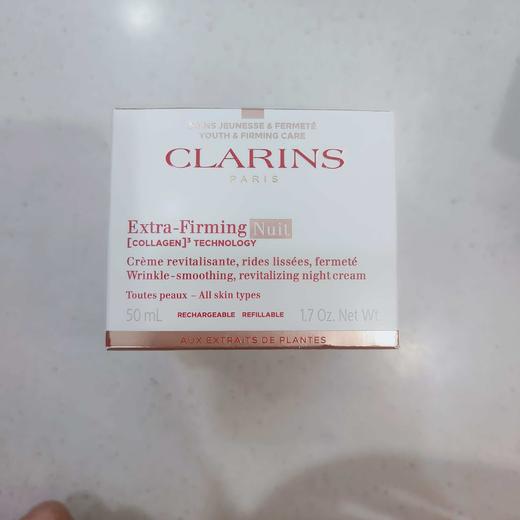 SOINS JEUNESSE & FERMETÉ
YOUTH & FIRMING CARE
CLARINS
PARIS
Extra-Firming Nuit
[COLLAGEN]³ TECHNOLOGY
Crème revitalisante, rides lissées, fermeté
Wrinkle-smoothing, revitalizing night cream
Toutes peaux – All skin types
50 mL RECHARGEABLE REFILLABLE 1.7 Oz. Net Wt.
AUX EXTRAITS DE PLANTES